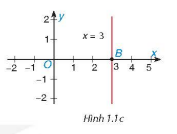 2 y
1 x = 3
O B x
-2 -1 1 2 3 4 5
-1
-2
Hình 1.1c